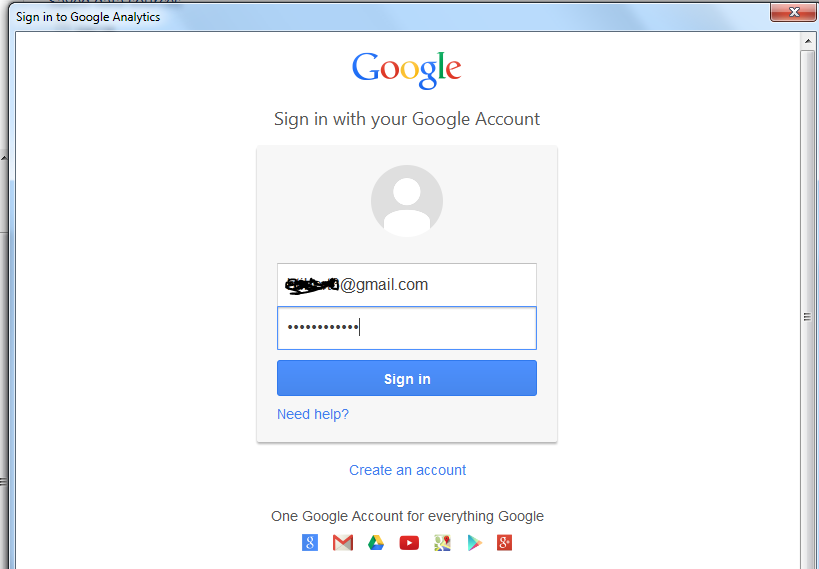 Sign in to Google Analytics
Google
Sign in with your Google Account
@gmail.com
Sign in
Need help?
Create an account
One Google Account for everything Google